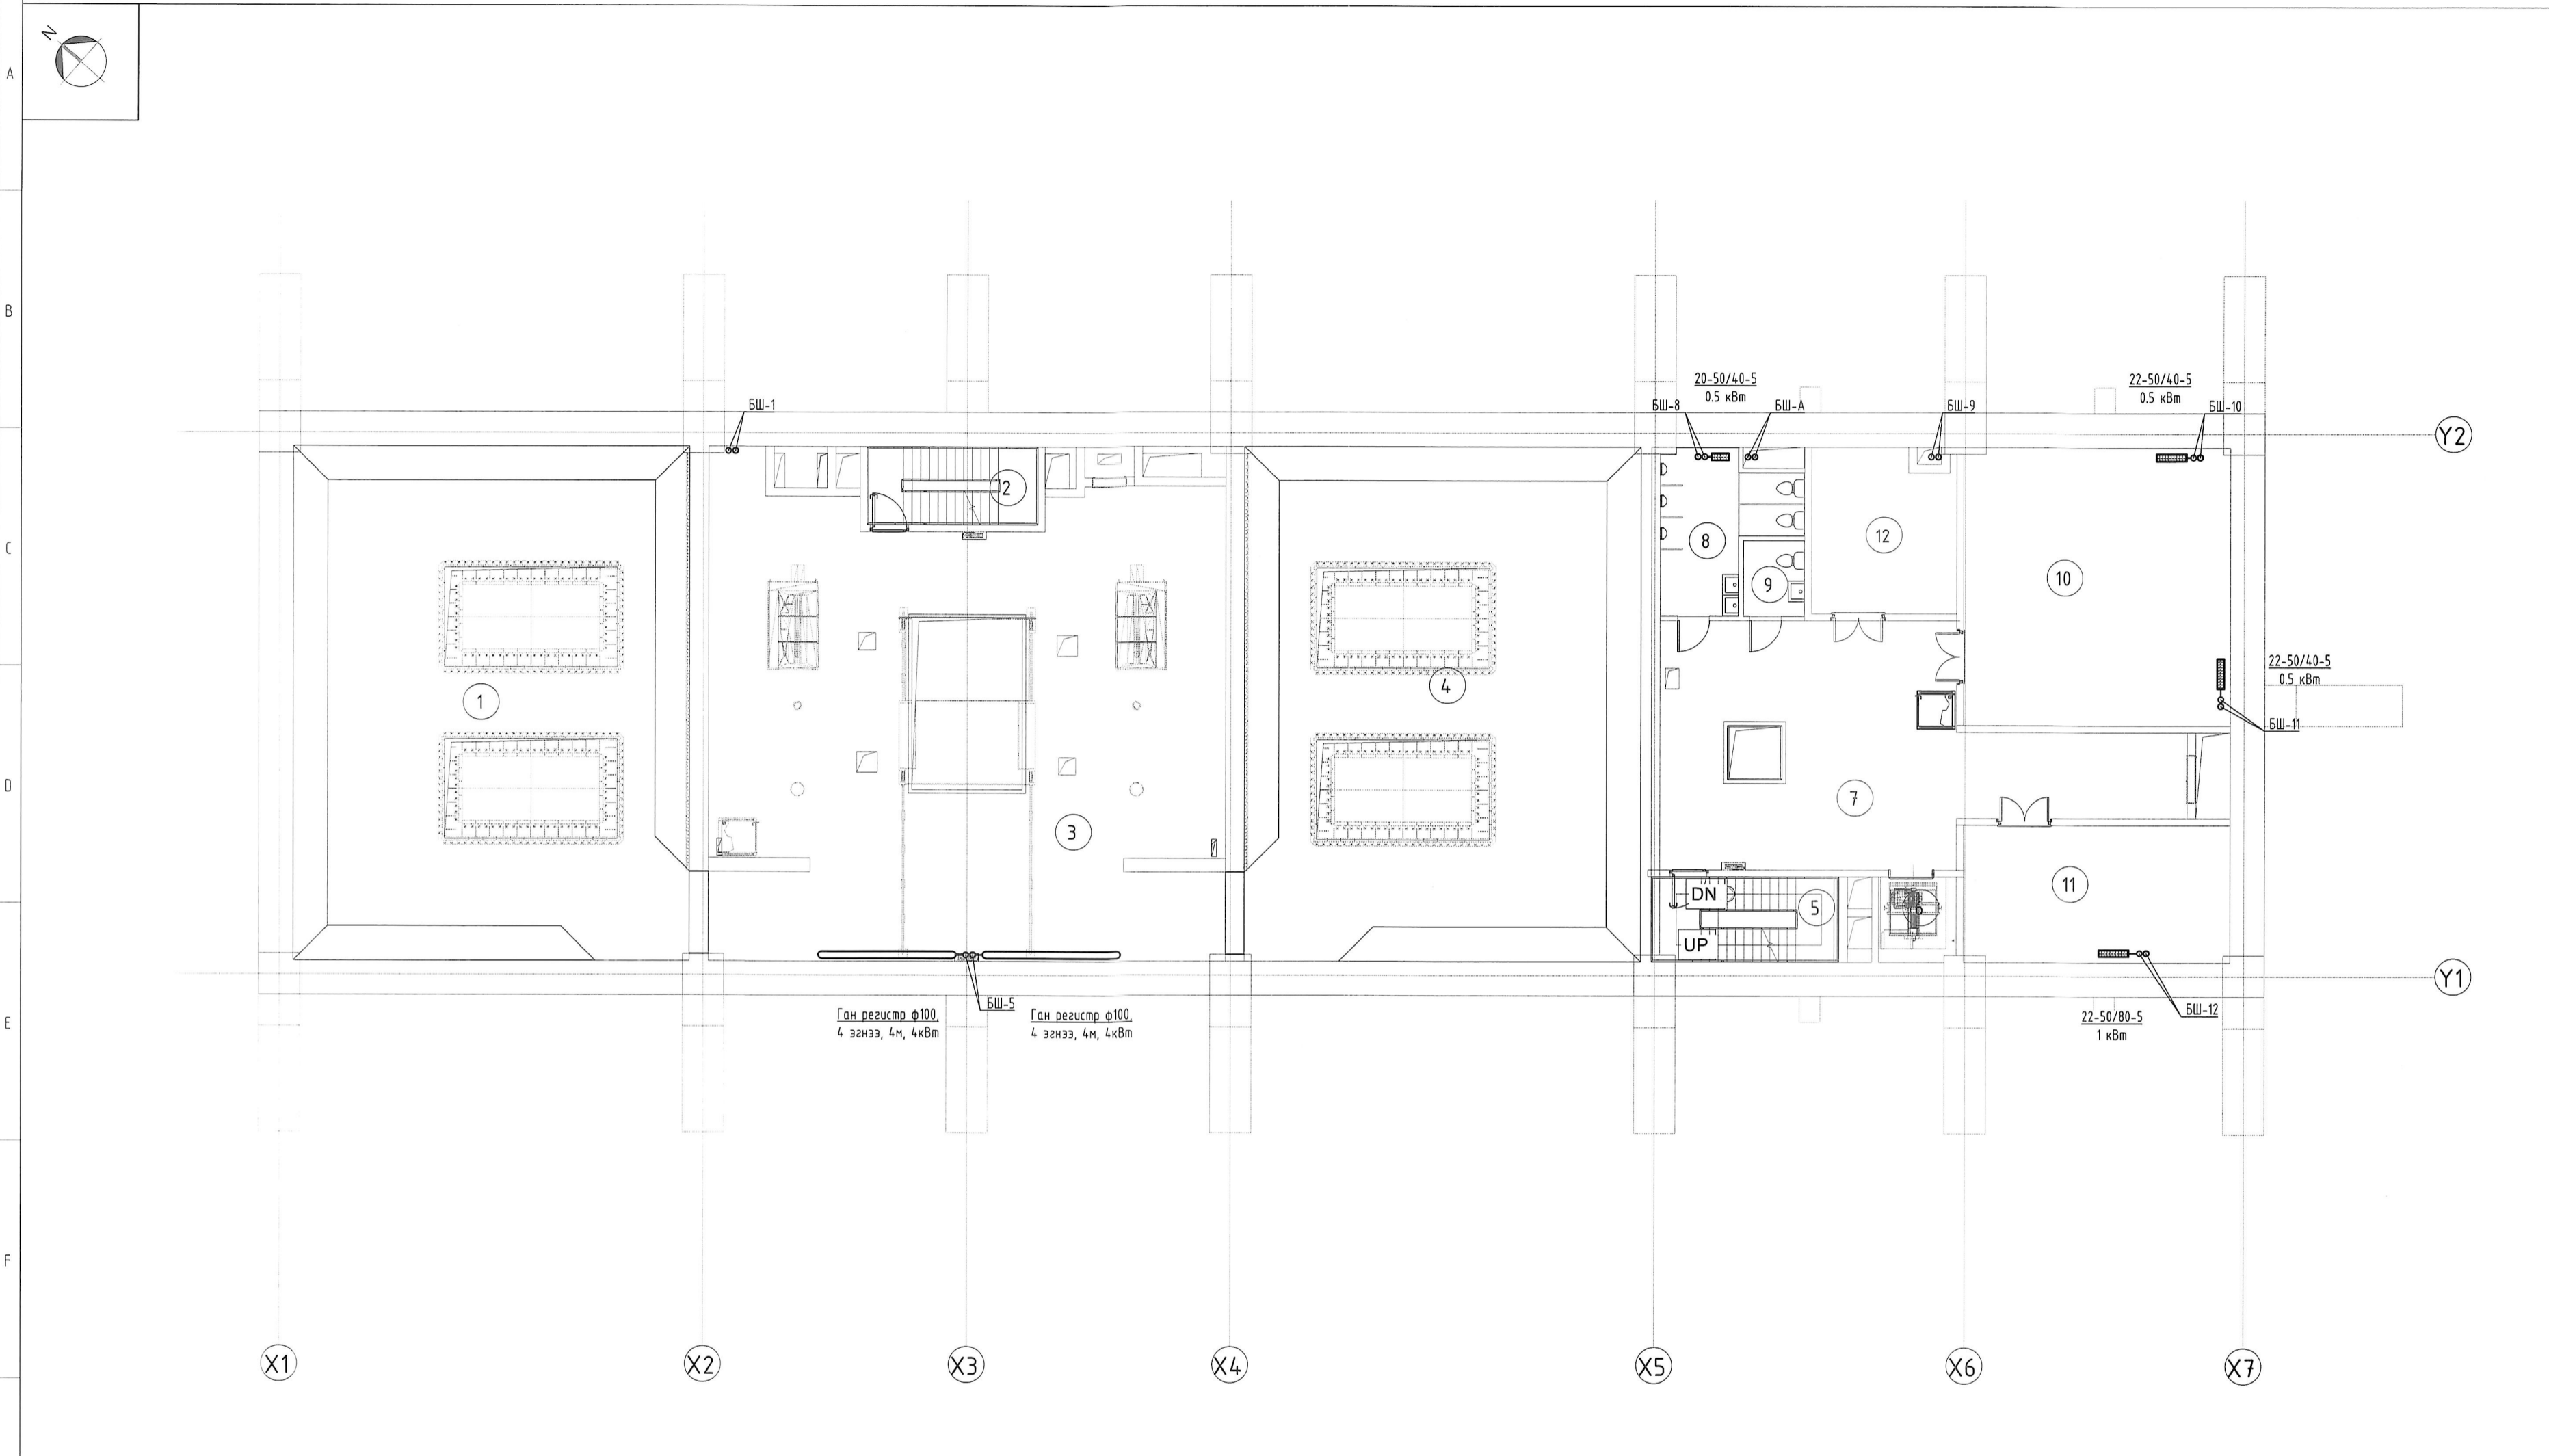 N
A
B
C
D
E
F
БШ-1
20-50/40-5
0.5 кВт
БШ-8
БШ-А
БШ-9
22-50/40-5
0.5 кВт
БШ-10
Y2
2
8
12
9
10
22-50/40-5
0.5 кВт
БШ-11
1
4
7
3
11
DN
5
6
UP
Y1
БШ-5
Ган регистр ф100,
4 эгнээ, 4м, 4кВт
Ган регистр ф100,
4 эгнээ, 4м, 4кВт
БШ-12
22-50/80-5
1 кВт
X1
X2
X3
X4
X5
X6
X7